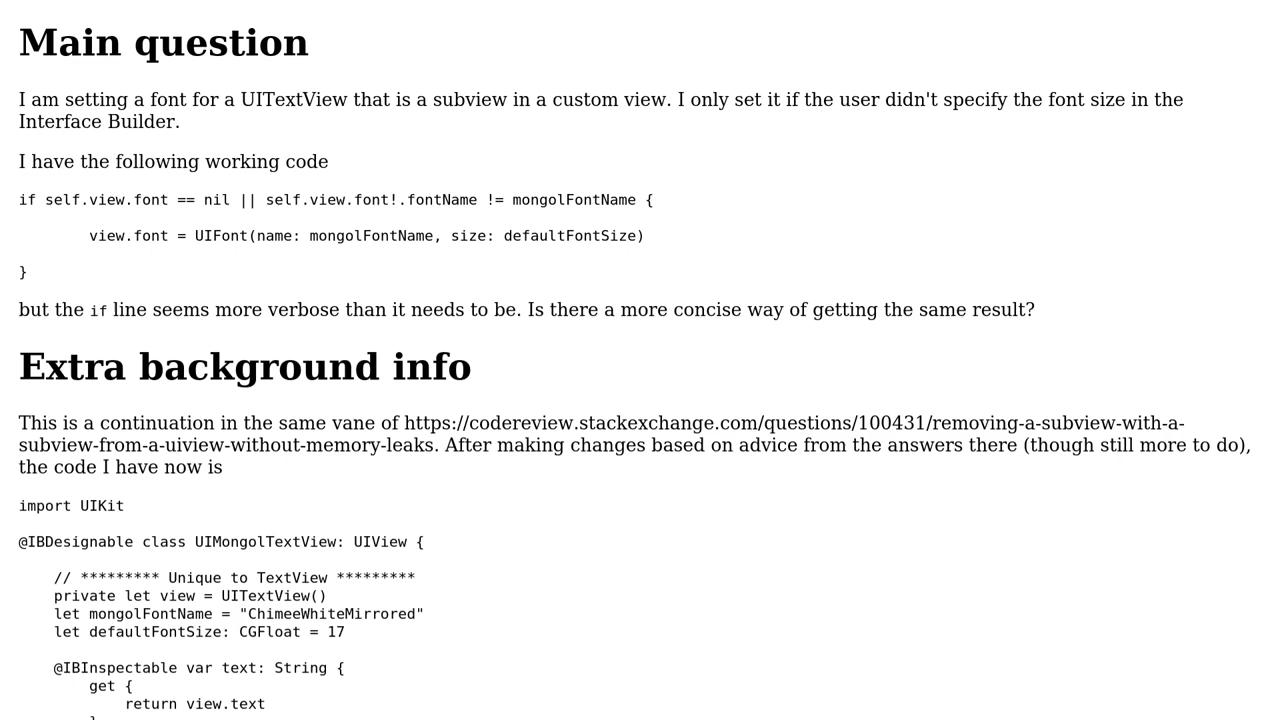 Main question
I am setting a font for a UITextView that is a subview in a custom view. I only set it if the user didn't specify the font size in the
Interface Builder.
I have the following working code
if self.view.font == nil || self.view.font!.fontName != mongolFontName {
        view.font = UIFont(name: mongolFontName, size: defaultFontSize)
}
but the if line seems more verbose than it needs to be. Is there a more concise way of getting the same result?
Extra background info
This is a continuation in the same vane of https://codereview.stackexchange.com/questions/100431/removing-a-subview-with-a-
subview-from-a-uiview-without-memory-leaks. After making changes based on advice from the answers there (though still more to do),
the code I have now is
import UIKit
@IBDesignable class UIMongolTextView: UIView {
    // ********* Unique to TextView *********
    private let view = UITextView()
    let mongolFontName = "ChimeeWhiteMirrored"
    let defaultFontSize: CGFloat = 17
    @IBInspectable var text: String {
        get {
            return view.text
        }